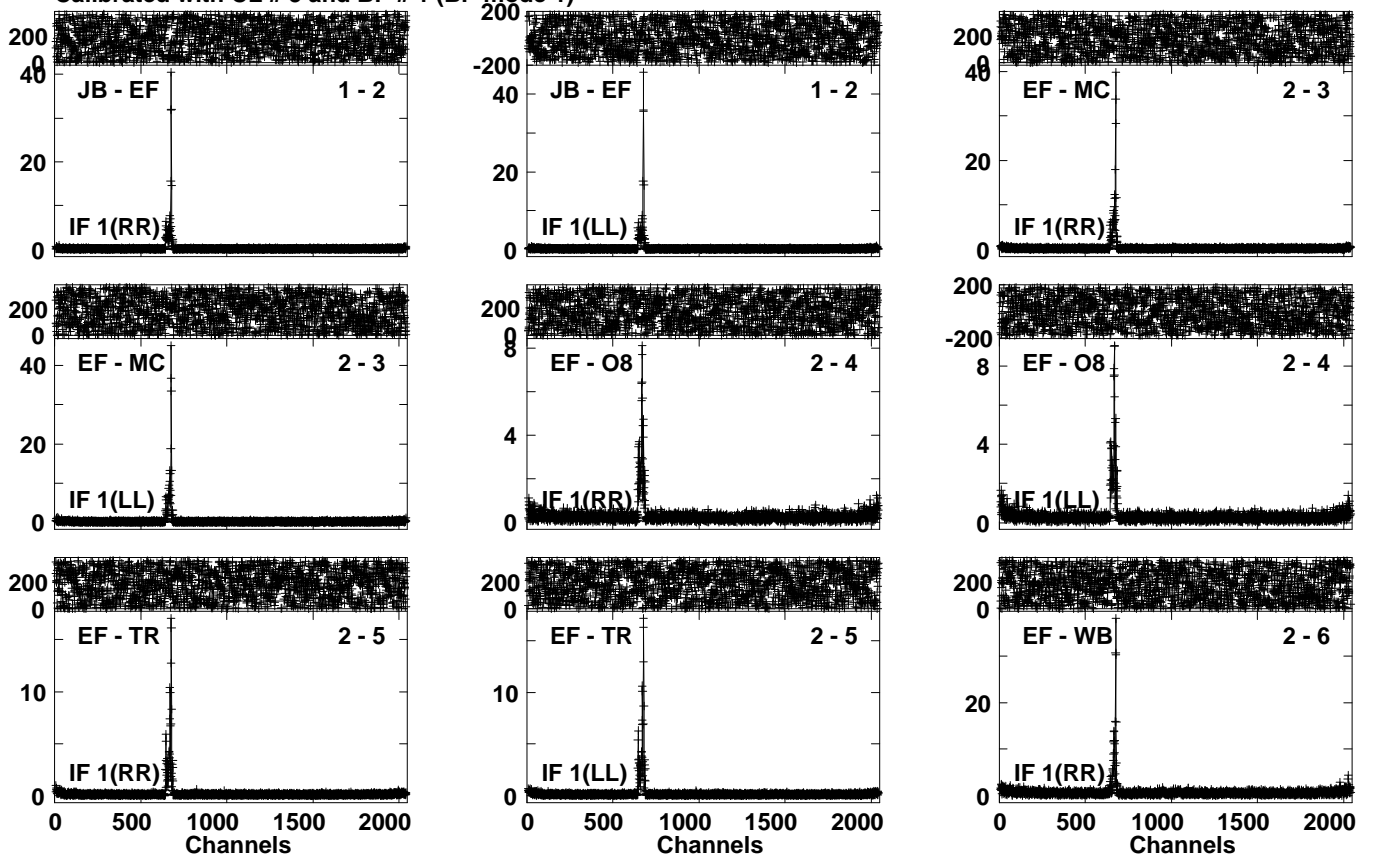 200
0
40
20
0
JB - EF
1 - 2
IF 1(RR)
200
-200
40
20
0
JB - EF
1 - 2
IF 1(LL)
200
0
40
20
0
EF - MC
2 - 3
IF 1(RR)
200
0
40
20
0
EF - MC
2 - 3
IF 1(LL)
200
0
8
4
0
EF - O8
2 - 4
IF 1(RR)
200
-200
8
4
0
EF - O8
2 - 4
IF 1(LL)
200
0
10
0
EF - TR
2 - 5
IF 1(RR)
0 500 1000 1500 2000
Channels
200
0
10
0
EF - TR
2 - 5
IF 1(LL)
0 500 1000 1500 2000
Channels
200
0
20
0
EF - WB
2 - 6
IF 1(RR)
0 500 1000 1500 2000
Channels